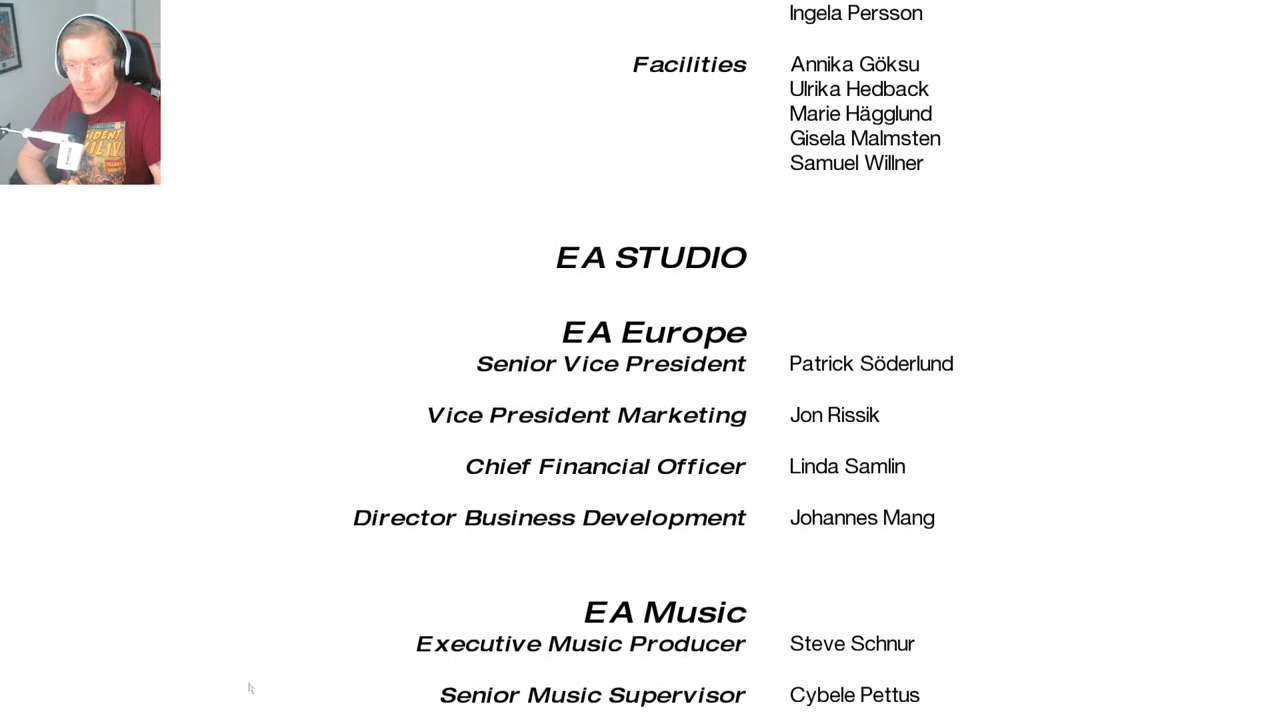 Ingela Persson
Facilities Annika Göksu
Ulrika Hedback
Marie Hägglund
Gisela Malmsten
Samuel Willner
EA STUDIO
EA Europe
Senior Vice President Patrick Söderlund
Vice President Marketing Jon Rissik
Chief Financial Officer Linda Samlin
Director Business Development Johannes Mang
EA Music
Executive Music Producer Steve Schnur
Senior Music Supervisor Cybele Pettus